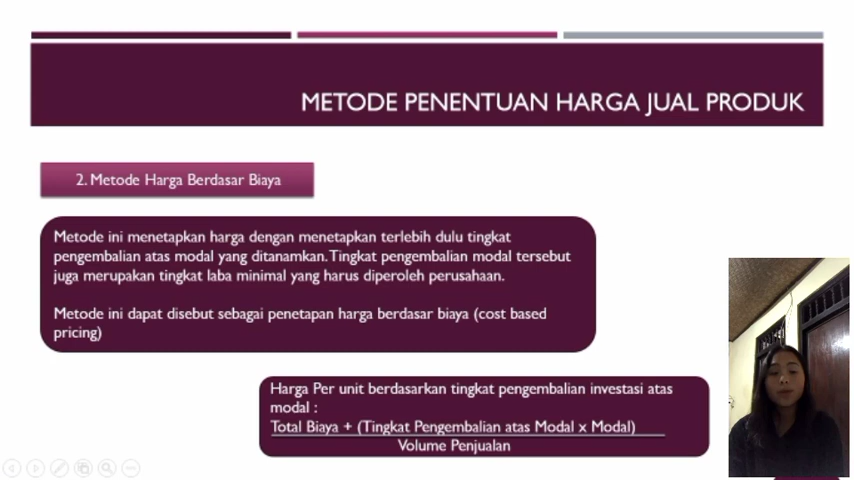 METODE PENENTUAN HARGA JUAL PRODUK
2. Metode Harga Berdasar Biaya
Metode ini menetapkan harga dengan menetapkan terlebih dulu tingkat
pengembalian atas modal yang ditanamkan. Tingkat pengembalian modal tersebut
juga merupakan tingkat laba minimal yang harus diperoleh perusahaan.
Metode ini dapat disebut sebagai penetapan harga berdasar biaya (cost based
pricing)
Harga Per unit berdasarkan tingkat pengembalian investasi atas
modal :
Total Biaya + (Tingkat Pengembalian atas Modal x Modal)
Volume Penjualan